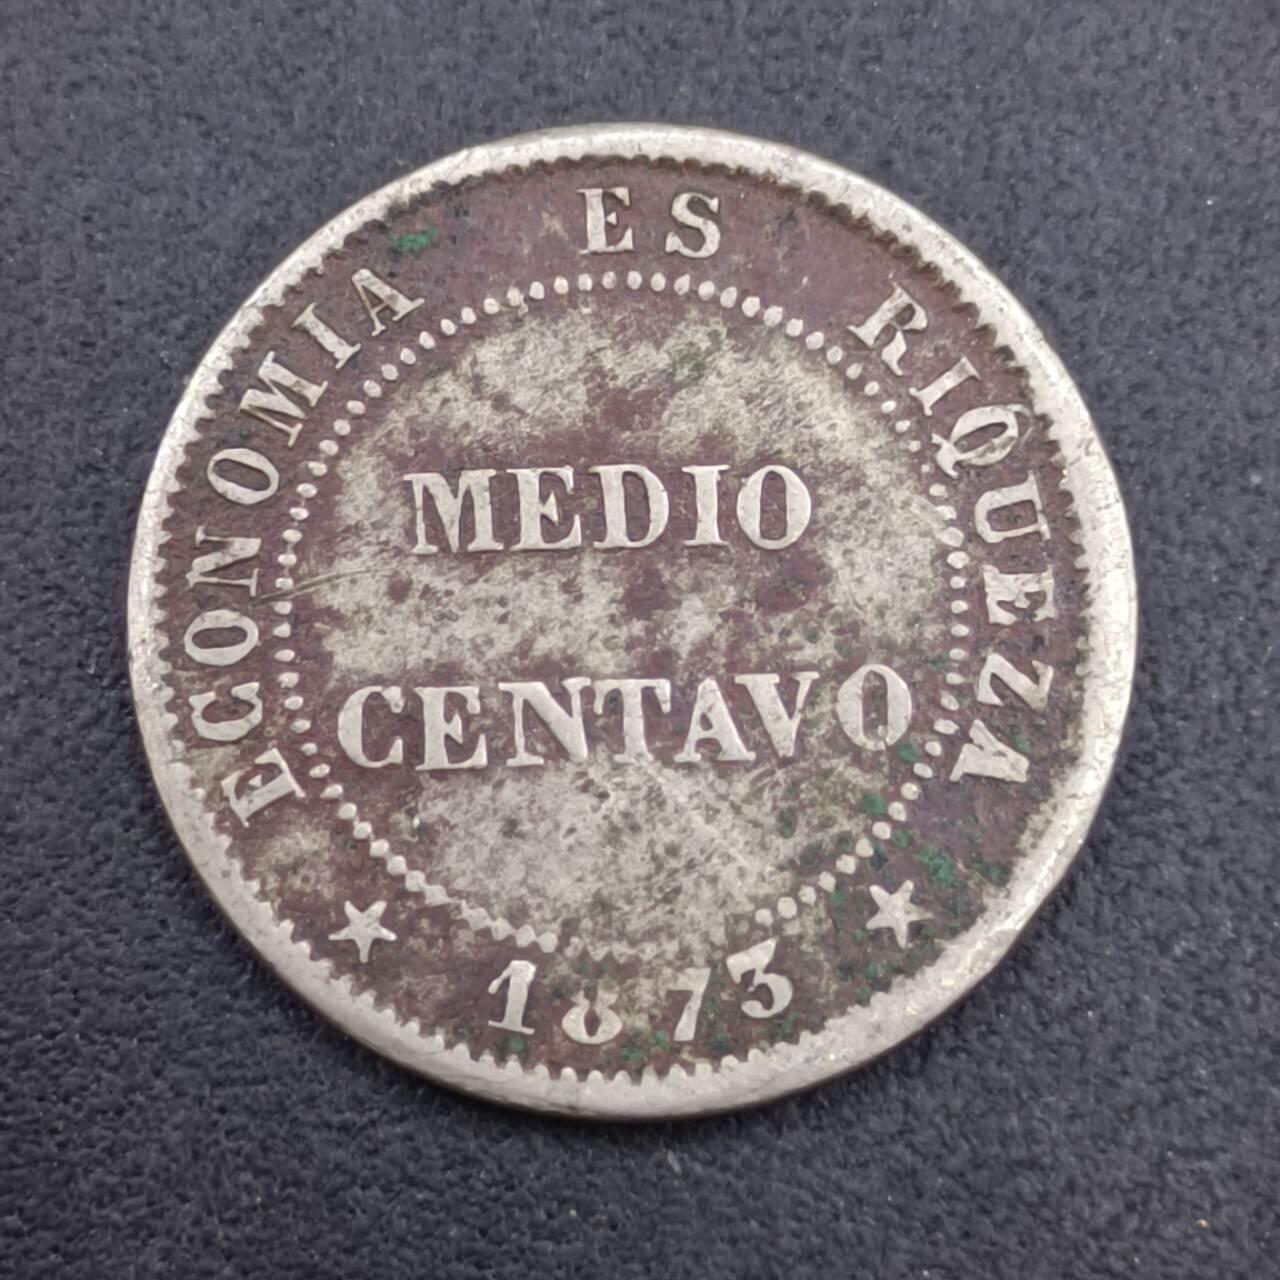 ECONOMIA ES RIQUEZA
MEDIO
CENTAVO
1873